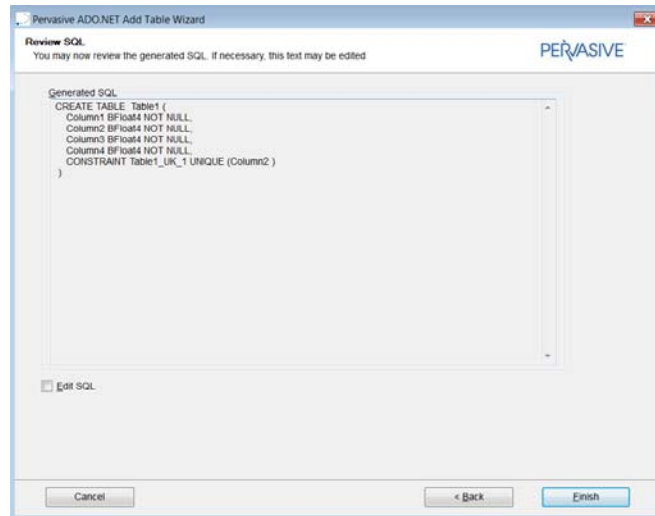 Pervasive ADO.NET Add Table Wizard
Review SQL.
You may now review the generated SQL. If necessary, this text may be edited
PERVASIVE
Generated SQL
CREATE TABLE Table1 (
Column1 BFloat4 NOT NULL,
Column2 BFloat4 NOT NULL,
Column3 BFloat4 NOT NULL,
Column4 BFloat4 NOT NULL,
CONSTRAINT Table1_UK_1 UNIQUE (Column2 )
)
Edit SQL
Cancel
< Back
Finish